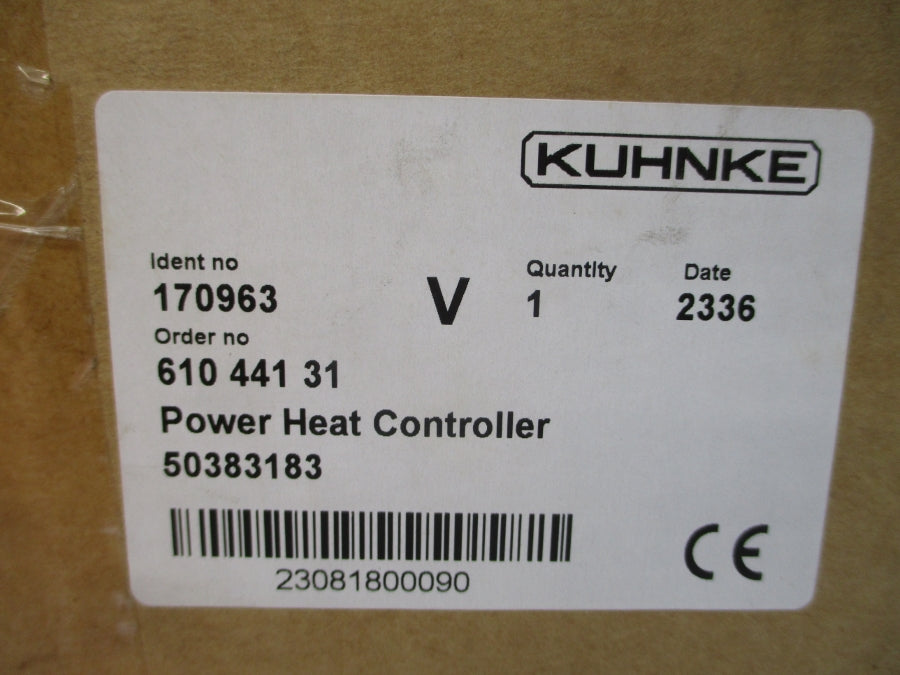 KUHNKE
Ident no
170963
V
Quantity
1
Date
2336
Order no
610 441 31
Power Heat Controller
50383183
23081800090
CE